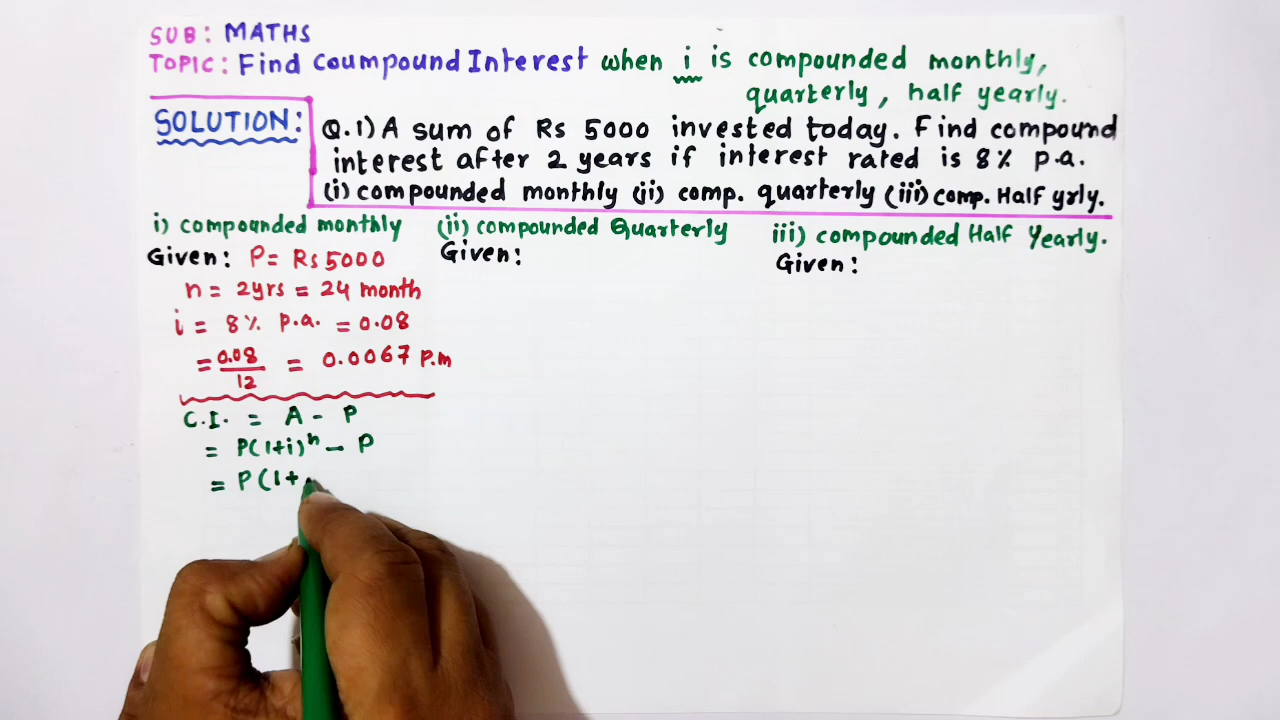 SUB: MATHS
TOPIC: Find Coumpound Interest when i is compounded monthly,
quarterly, half yearly.
SOLUTION:
Q.1) A sum of Rs 5000 invested today. Find compound
interest after 2 years if interest rated is 8% p.a.
(i) compounded monthly (ii) comp. quarterly (iii) comp. Half yrly.
i) compounded monthly
Given: P = Rs 5000
n = 2yrs = 24 month
i = 8% p.a. = 0.08
= 0.08/12 = 0.0067 P.m
C.I. = A - P
= P(1+i)ⁿ - P
= P(1+
(ii) compounded Quarterly
Given:
iii) compounded Half Yearly.
Given: